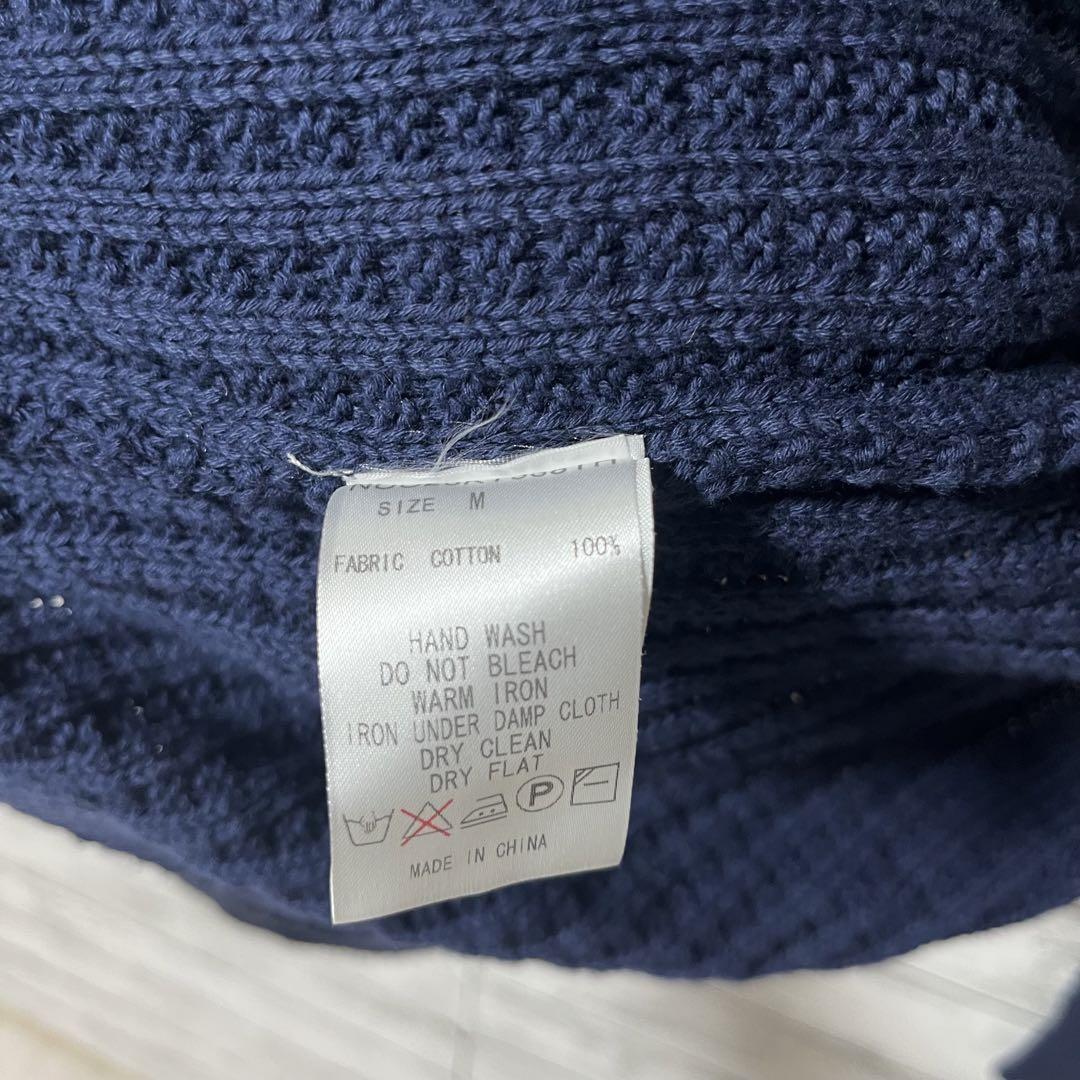 SIZE M
FABRIC COTTON 100%
HAND WASH
DO NOT BLEACH
WARM IRON
IRON UNDER DAMP CLOTH
DRY CLEAN
DRY FLAT
P
MADE IN CHINA